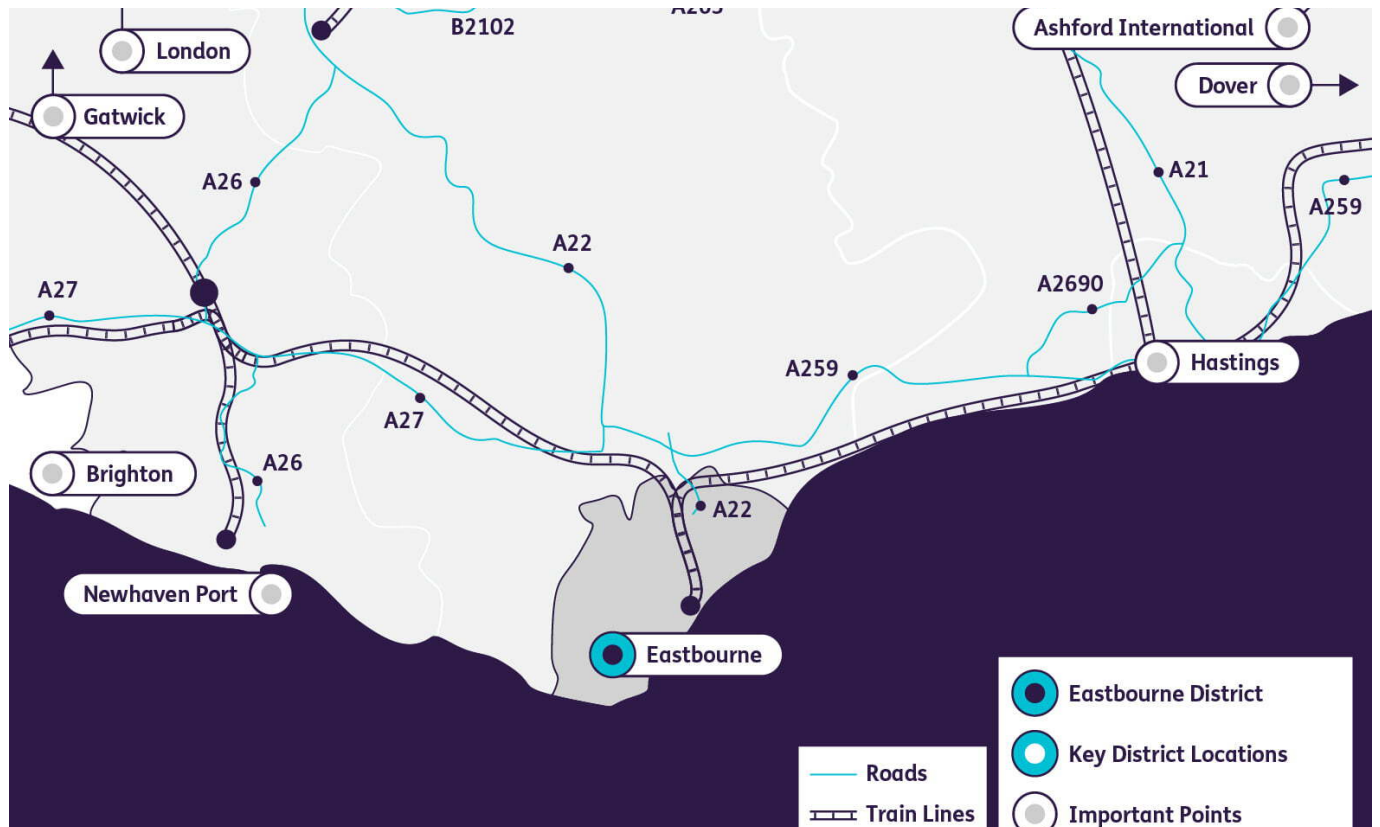 B2102
A265
London
Ashford International
Dover
Gatwick
A26
A21
A259
A22
A27
A2690
A259
Hastings
A27
Brighton
A26
A22
Newhaven Port
Eastbourne
Eastbourne District
Key District Locations
Important Points
Roads
Train Lines